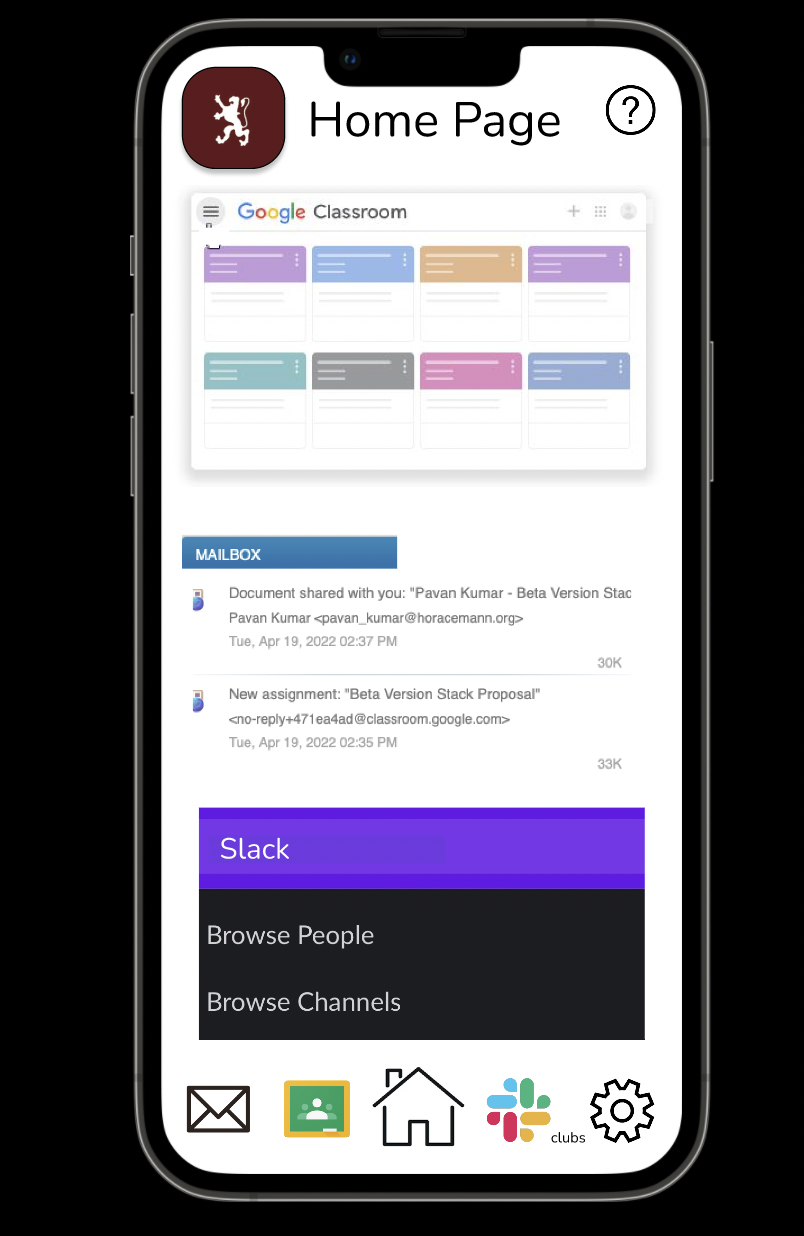 Home Page
?
Google Classroom
MAILBOX
Document shared with you: "Pavan Kumar - Beta Version Stac
Pavan Kumar <pavan_kumar@horacemann.org>
Tue, Apr 19, 2022 02:37 PM
30K
New assignment: "Beta Version Stack Proposal"
<no-reply+471ea4ad@classroom.google.com>
Tue, Apr 19, 2022 02:35 PM
33K
Slack
Browse People
Browse Channels
clubs